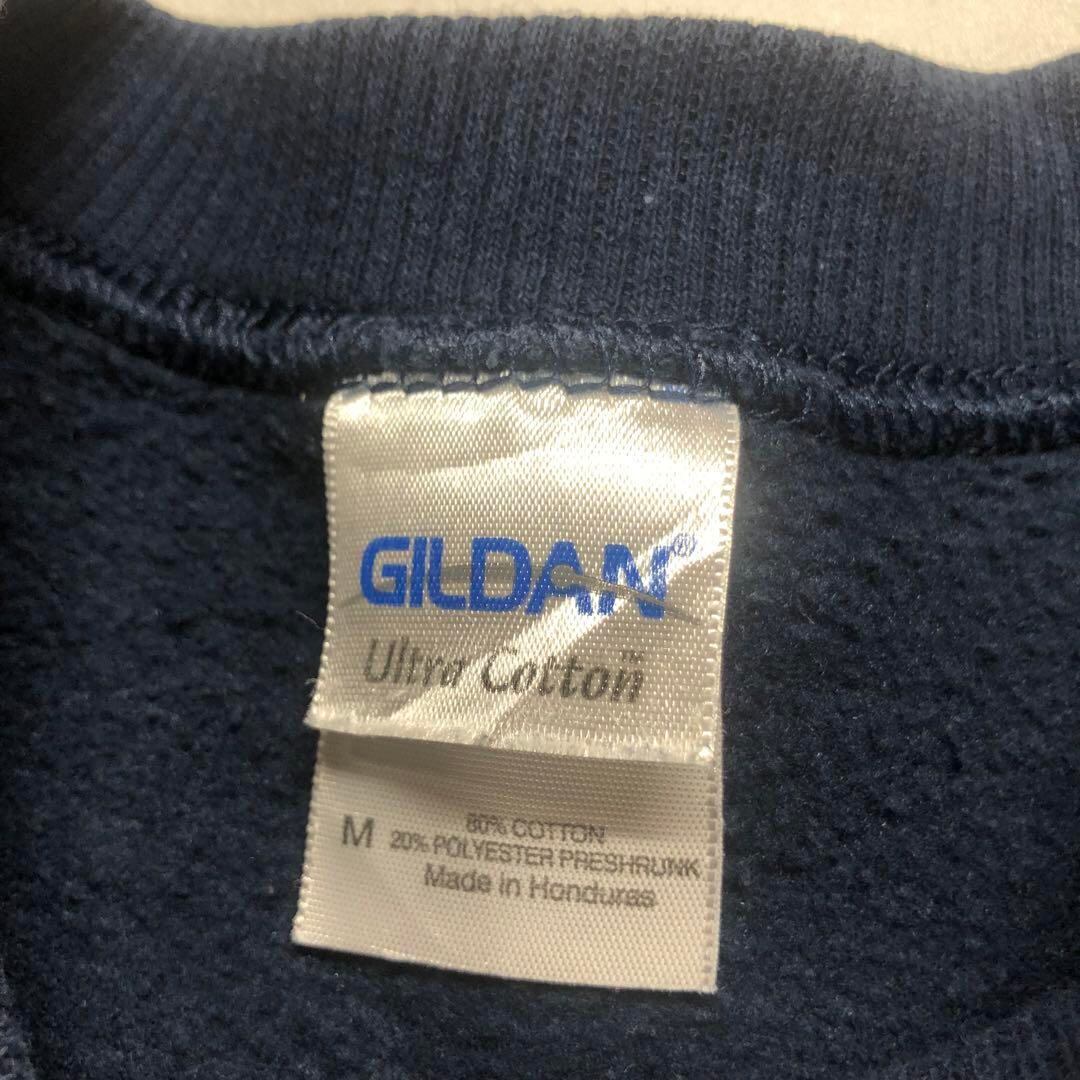 GILDAN®
Ultra Cotton™
M
80% COTTON
20% POLYESTER PRESHRUNK
Made in Honduras